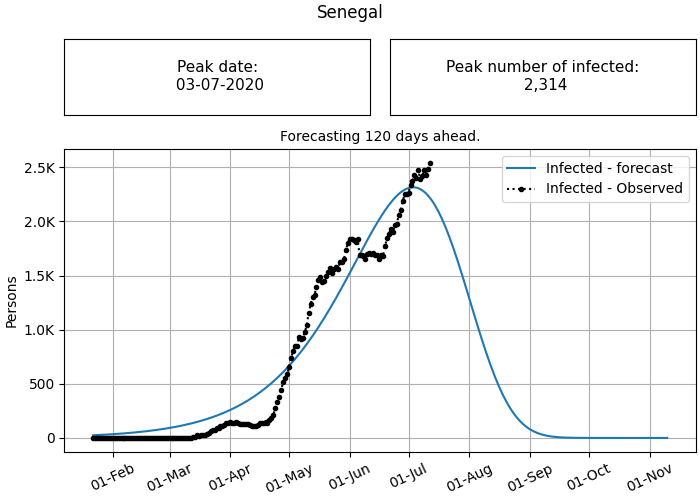 Senegal
Peak date:
03-07-2020
Peak number of infected:
2,314
Forecasting 120 days ahead.
Infected - forecast
Infected - Observed
Persons
2.5K
2.0K
1.5K
1.0K
500
0
01-Feb
01-Mar
01-Apr
01-May
01-Jun
01-Jul
01-Aug
01-Sep
01-Oct
01-Nov